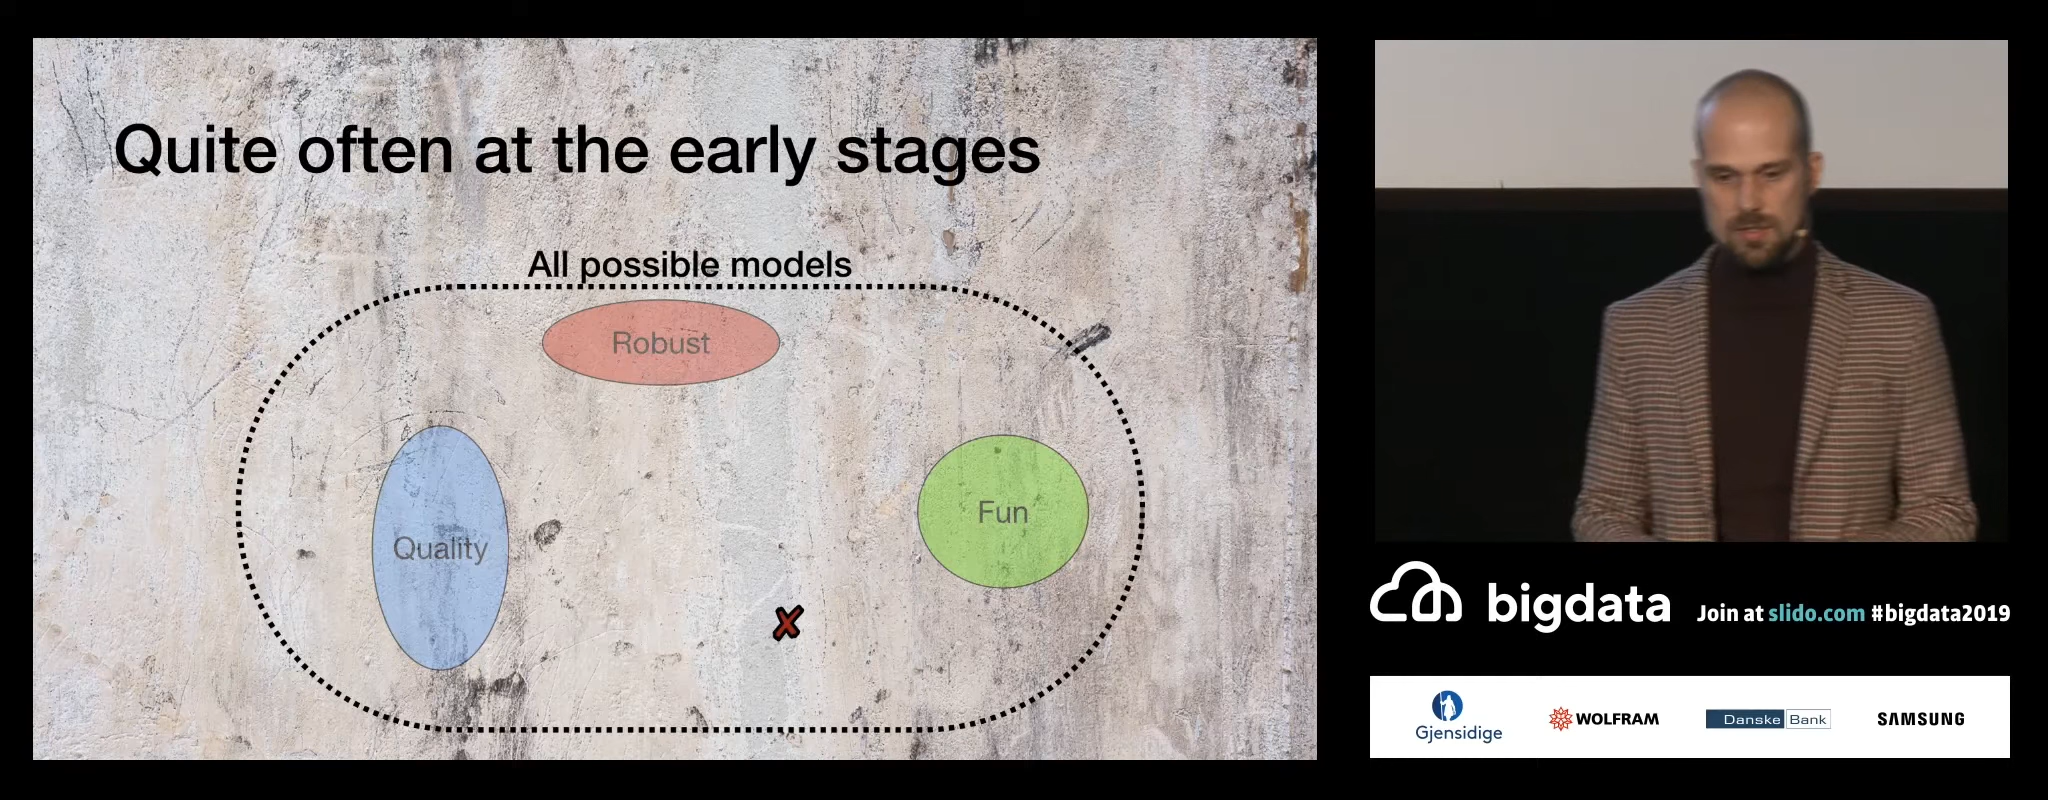 Quite often at the early stages
All possible models
Robust
Quality
Fun
bigdata
Join at slido.com #bigdata2019
Gjensidige
WOLFRAM
Danske Bank
SAMSUNG